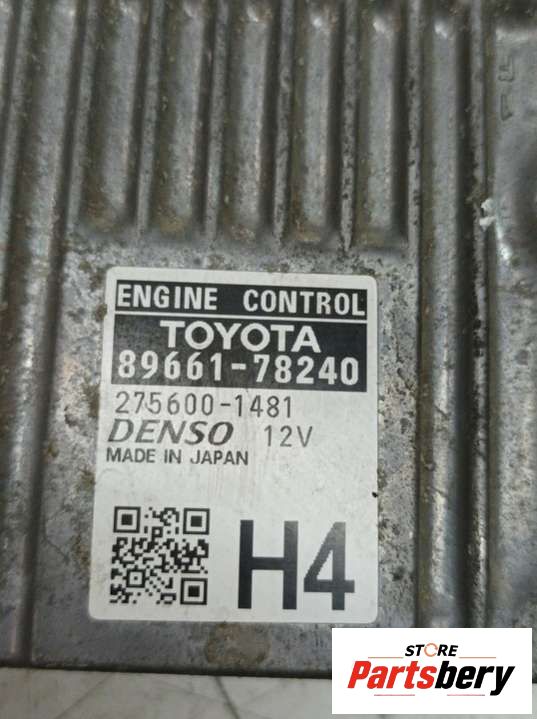 ENGINE CONTROL
TOYOTA
89661-78240
275600-1481
DENSO 12V
MADE IN JAPAN
H4
STORE
Partsbery